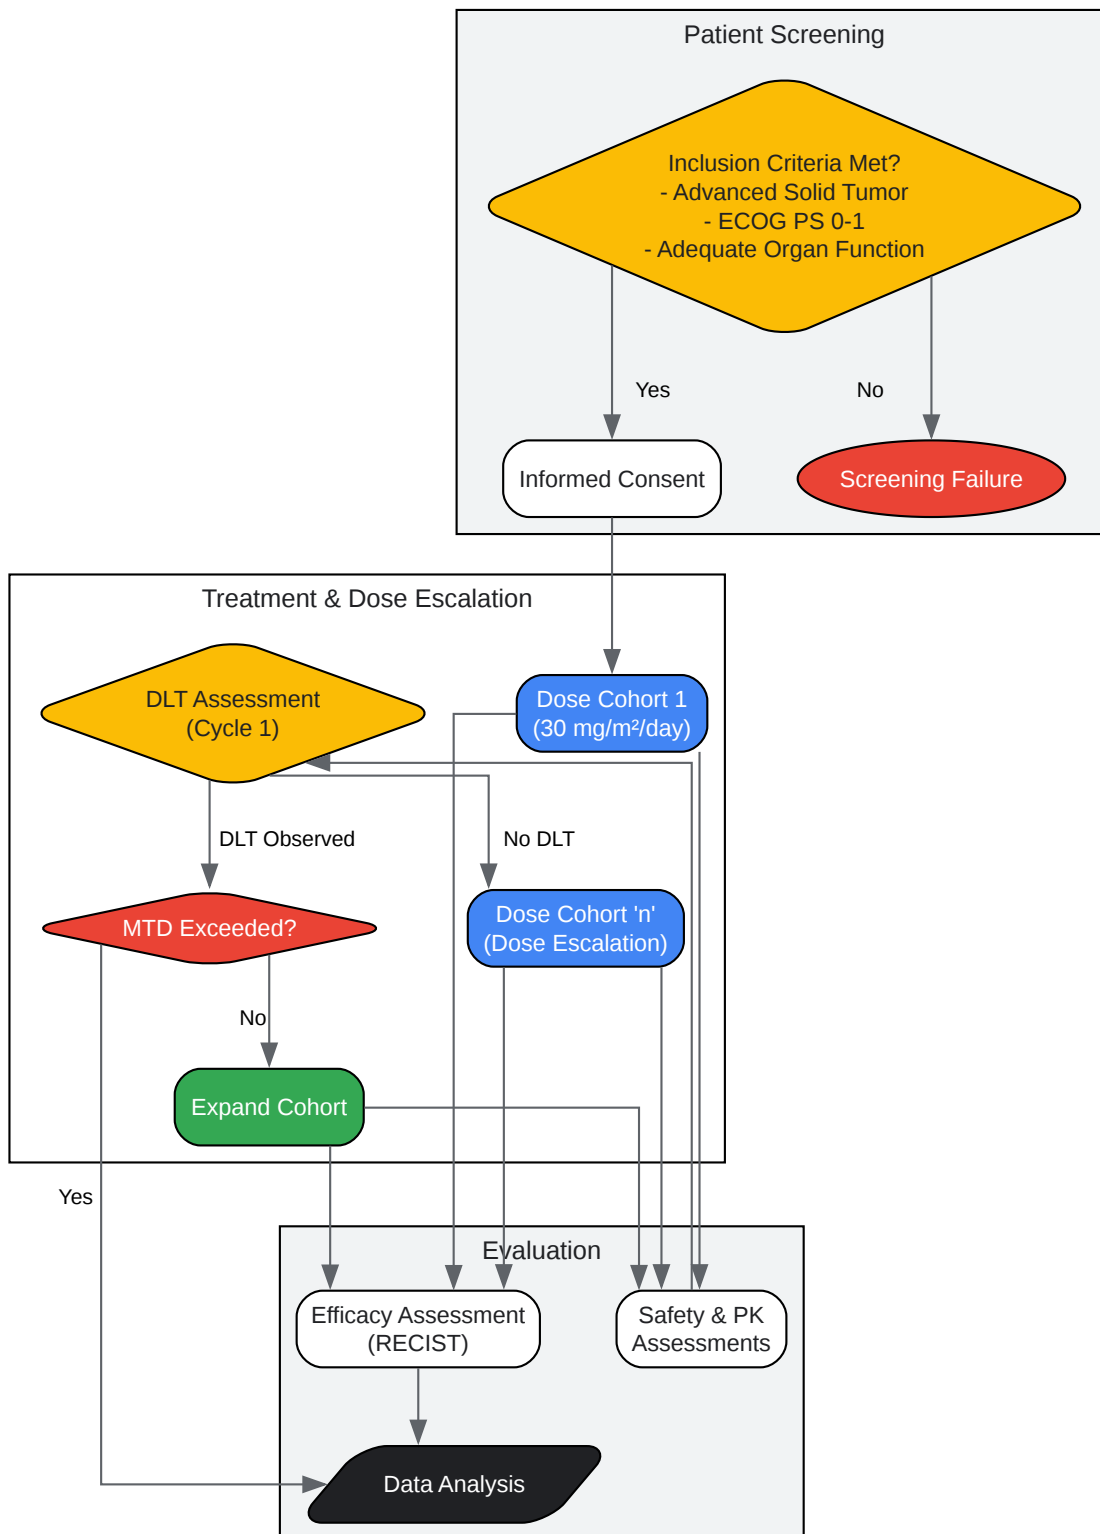 Patient Screening
Inclusion Criteria Met?
- Advanced Solid Tumor
- ECOG PS 0-1
- Adequate Organ Function
Yes
No
Informed Consent
Screening Failure
Treatment & Dose Escalation
DLT Assessment
(Cycle 1)
Dose Cohort 1
(30 mg/m²/day)
DLT Observed
No DLT
MTD Exceeded?
Dose Cohort 'n'
(Dose Escalation)
No
Expand Cohort
Yes
Evaluation
Efficacy Assessment
(RECIST)
Safety & PK
Assessments
Data Analysis